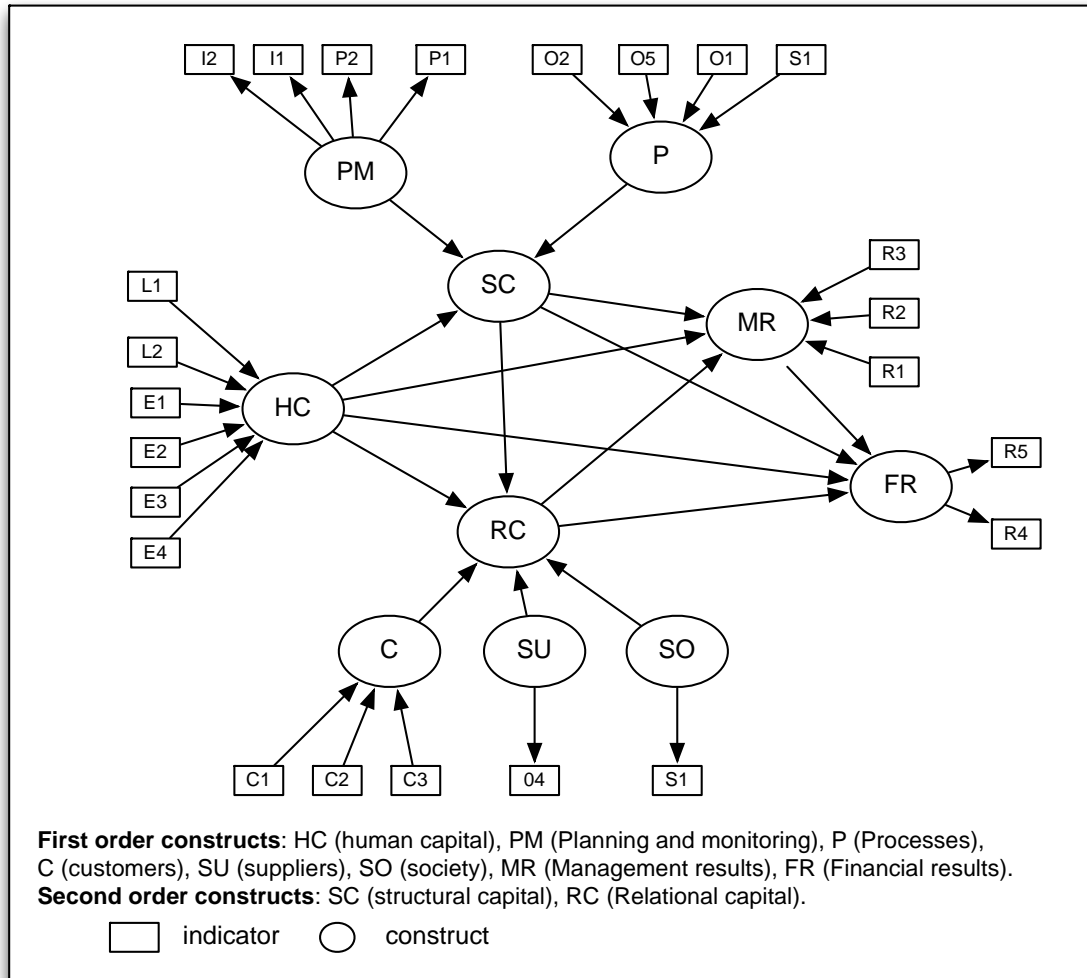 I2 I1 P2 P1 O2 O5 O1 S1
PM P
SC
R3
L1
MR
R2
L2
R1
E1 HC
E2
R5
E3
FR
RC
R4
E4
C SU SO
C1 C2 C3 04 S1
First order constructs: HC (human capital), PM (Planning and monitoring), P (Processes),
C (customers), SU (suppliers), SO (society), MR (Management results), FR (Financial results).
Second order constructs: SC (structural capital), RC (Relational capital).
indicator construct